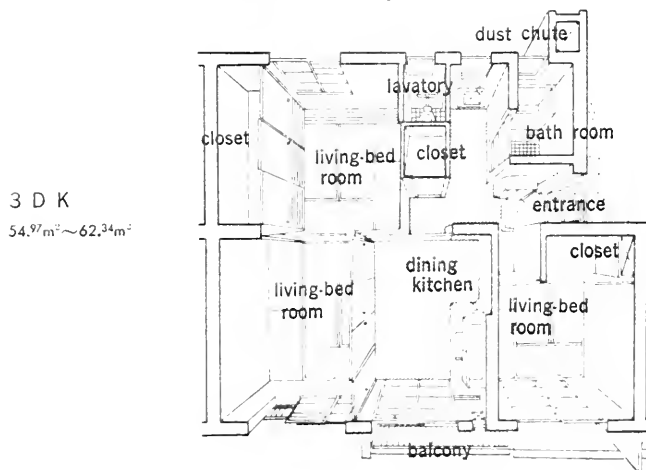 dust chute
lavatory
closet
living-bed
room
closet
bath room
entrance
3 D K
54.97m²～62.34m²
closet
dining
kitchen
living-bed
room
living-bed
room
balcony